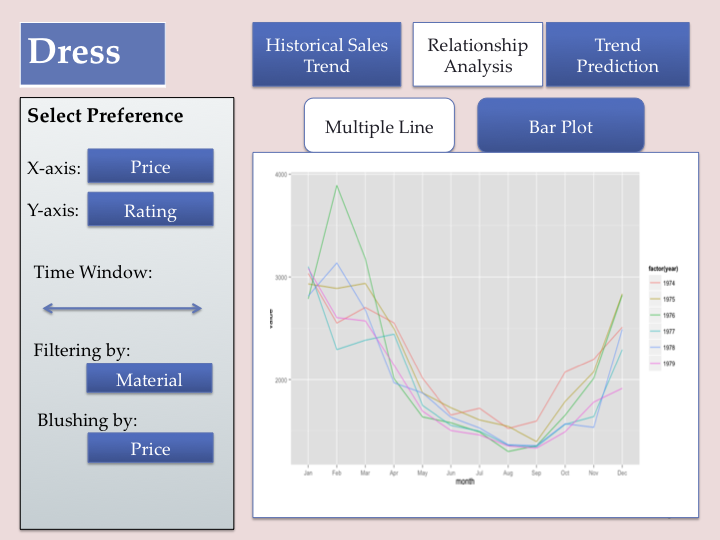 Dress
Historical Sales
Trend
Relationship
Analysis
Trend
Prediction
Select Preference
Multiple Line
Bar Plot
X-axis:
Price
Y-axis:
Rating
Time Window:
Filtering by:
Material
Blushing by:
Price
4000
3000
2000
Jan Feb Mar Apr May Jun Jul Aug Sep Oct Nov Dec
month
factor(year)
1974
1975
1976
1977
1978
1979